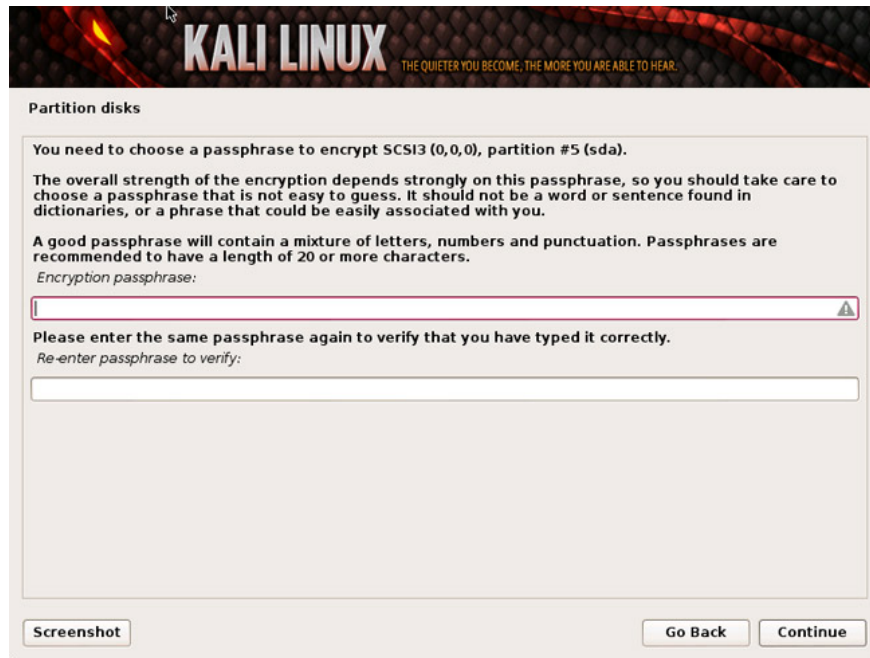 KALI LINUX
THE QUIETER YOU BECOME, THE MORE YOU ARE ABLE TO HEAR.
Partition disks
You need to choose a passphrase to encrypt SCSI3 (0,0,0), partition #5 (sda).
The overall strength of the encryption depends strongly on this passphrase, so you should take care to
choose a passphrase that is not easy to guess. It should not be a word or sentence found in
dictionaries, or a phrase that could be easily associated with you.
A good passphrase will contain a mixture of letters, numbers and punctuation. Passphrases are
recommended to have a length of 20 or more characters.
Encryption passphrase:
Please enter the same passphrase again to verify that you have typed it correctly.
Re-enter passphrase to verify:
Screenshot
Go Back
Continue